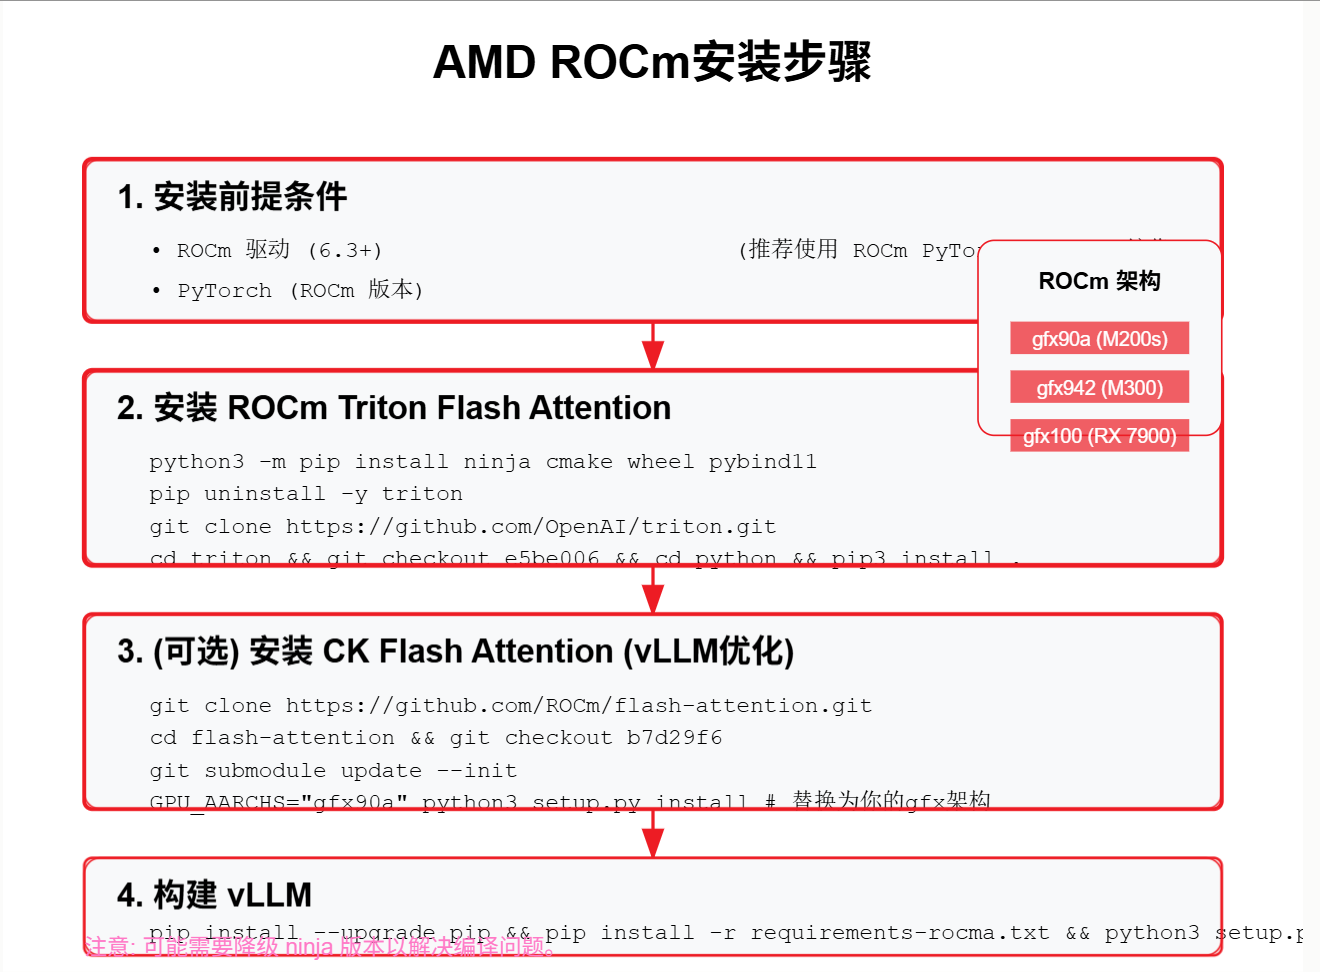 AMD ROCm安装步骤
1. 安装前提条件
• ROCm 驱动 (6.3+)
(推荐使用 ROCm PyTo
• PyTorch (ROCm 版本)
ROCm 架构
gfx90a (M200s)
gfx942 (M300)
gfx100 (RX 7900)
2. 安装 ROCm Triton Flash Attention
python3 -m pip install ninja cmake wheel pybind11
pip uninstall -y triton
git clone https://github.com/OpenAI/triton.git
cd triton && git checkout e5be006 && cd python && pip3 install .
3. (可选) 安装 CK Flash Attention (vLLM优化)
git clone https://github.com/ROCm/flash-attention.git
cd flash-attention && git checkout b7d29f6
git submodule update --init
GPU_AARCHS="gfx90a" python3 setup.py install # 替换为你的gfx架构
4. 构建 vLLM
pip install --upgrade pip && pip install -r requirements-rocma.txt && python3 setup.p
注意: 可能需要降级 ninja 版本以解决编译问题。